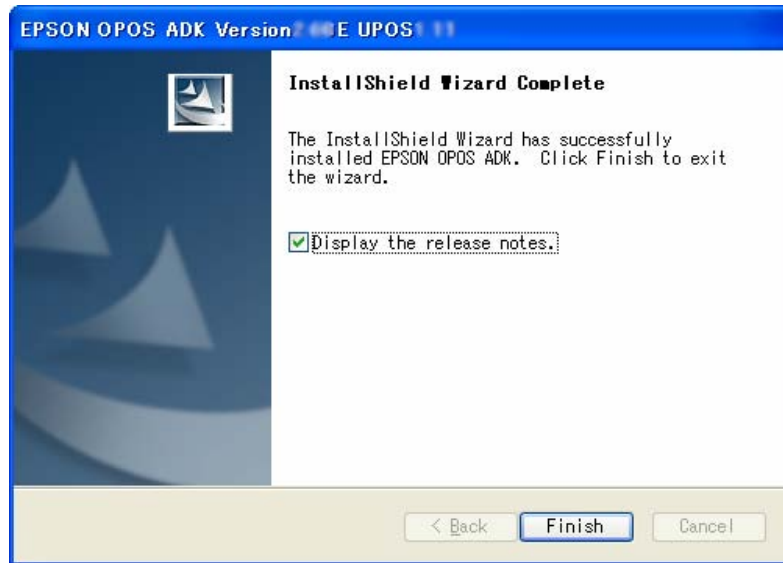 EPSON OPOS ADK Version E UPOS
InstallShield Wizard Complete
The InstallShield Wizard has successfully
installed EPSON OPOS ADK. Click Finish to exit
the wizard.
Display the release notes.
< Back
Finish
Cancel